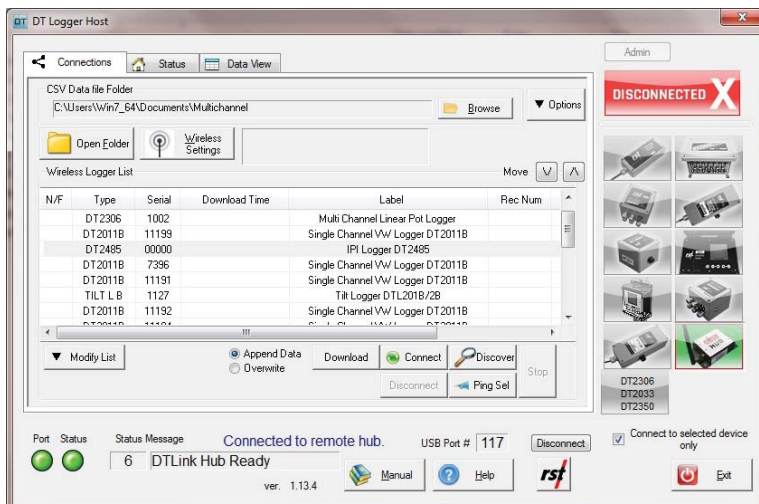 DT Logger Host
Connections
Status
Data View
Admin
CSV Data file Folder
DISCONNECTED X
C:\Users\Win7_64\Documents\Multichannel
Browse
Options
Open Folder
Wireless Settings
Wireless Logger List
Move
N/F Type Serial Download Time Label Rec Num
DT2306 1002 Multi Channel Linear Pot Logger
DT2011B 11199 Single Channel VW Logger DT2011B
DT2485 00000 IPI Logger DT2485
DT2011B 7396 Single Channel VW Logger DT2011B
DT2011B 11191 Single Channel VW Logger DT2011B
TILT L B 1127 Tilt Logger DTL201B/2B
DT2011B 11192 Single Channel VW Logger DT2011B
Modify List
Append Data
Overwrite
Download
Connect
Discover
Stop
Disconnect
Ping Sel
DT2306
DT2033
DT2350
Port Status
Status Message
Connected to remote hub.
USB Port # 117
Disconnect
Connect to selected device
only
6 DTLink Hub Ready
ver. 1.13.4
Manual
Help
rst
Exit